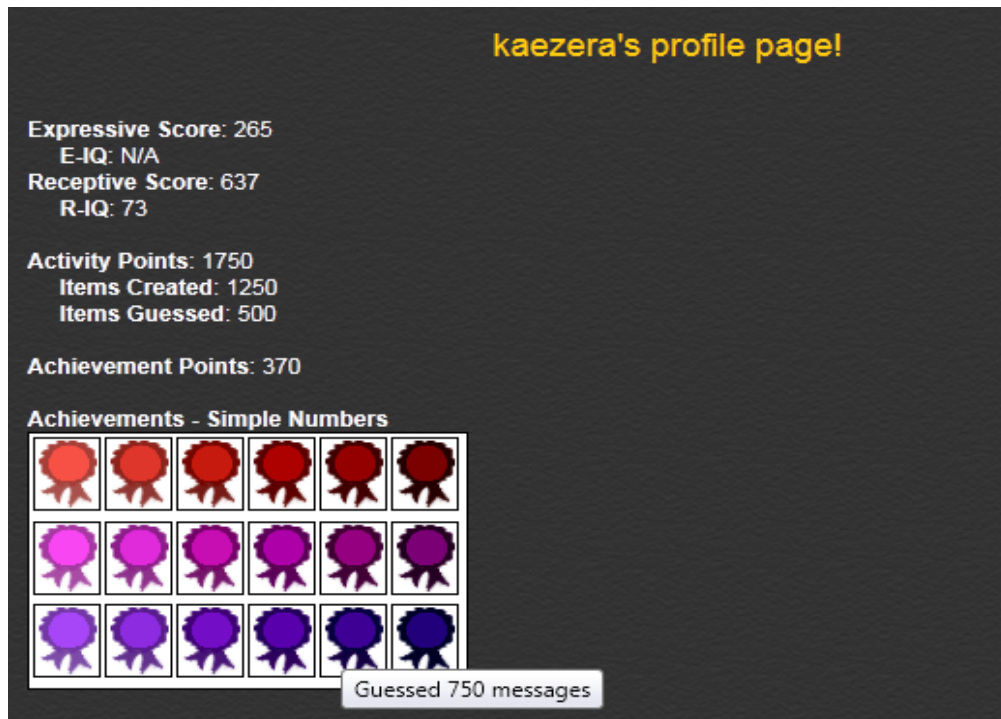 kaezera's profile page!
Expressive Score: 265
E-IQ: N/A
Receptive Score: 637
R-IQ: 73
Activity Points: 1750
Items Created: 1250
Items Guessed: 500
Achievement Points: 370
Achievements - Simple Numbers
Guessed 750 messages